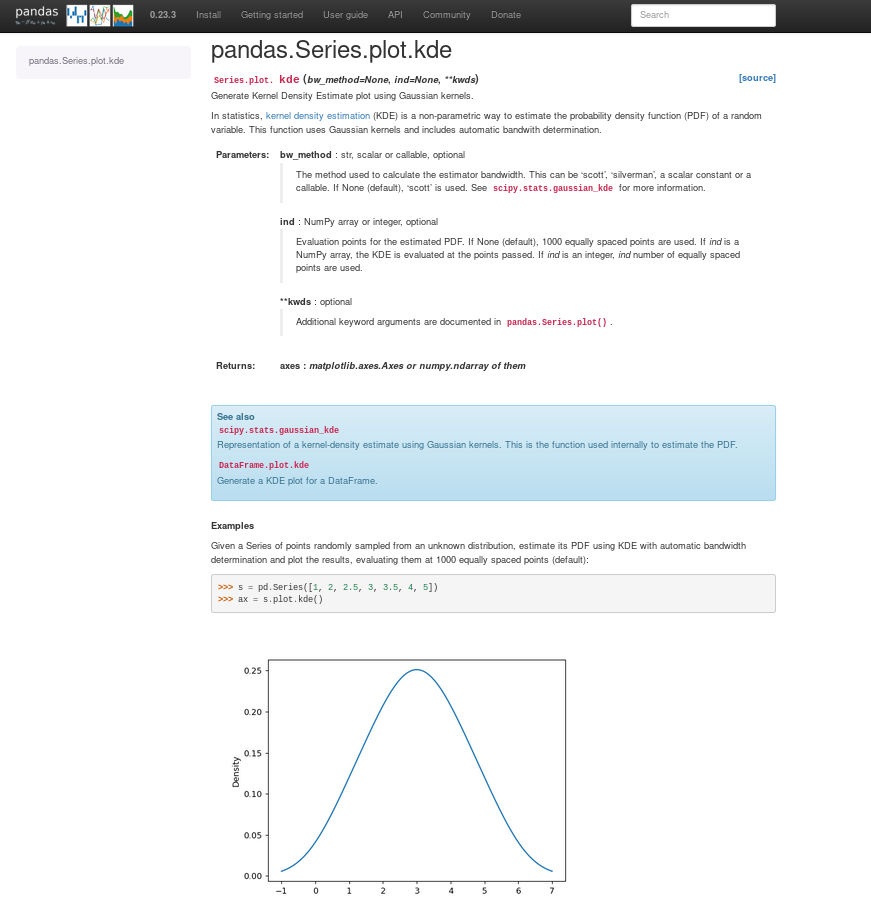 pandas
0.23.3 Install Getting started User guide API Community Donate Search
pandas.Series.plot.kde
pandas.Series.plot.kde
Series.plot. kde (bw_method=None, ind=None, **kwds) [source]
Generate Kernel Density Estimate plot using Gaussian kernels.
In statistics, kernel density estimation (KDE) is a non-parametric way to estimate the probability density function (PDF) of a random
variable. This function uses Gaussian kernels and includes automatic bandwith determination.
Parameters: bw_method : str, scalar or callable, optional
The method used to calculate the estimator bandwidth. This can be ‘scott’, ‘silverman’, a scalar constant or a
callable. If None (default), ‘scott’ is used. See scipy.stats.gaussian_kde for more information.
ind : NumPy array or integer, optional
Evaluation points for the estimated PDF. If None (default), 1000 equally spaced points are used. If ind is a
NumPy array, the KDE is evaluated at the points passed. If ind is an integer, ind number of equally spaced
points are used.
**kwds : optional
Additional keyword arguments are documented in pandas.Series.plot() .
Returns: axes : matplotlib.axes.Axes or numpy.ndarray of them
See also
scipy.stats.gaussian_kde
Representation of a kernel-density estimate using Gaussian kernels. This is the function used internally to estimate the PDF.
DataFrame.plot.kde
Generate a KDE plot for a DataFrame.
Examples
Given a Series of points randomly sampled from an unknown distribution, estimate its PDF using KDE with automatic bandwidth
determination and plot the results, evaluating them at 1000 equally spaced points (default):
>>> s = pd.Series([1, 2, 2.5, 3, 3.5, 4, 5])
>>> ax = s.plot.kde()
0.25
0.20
0.15
Density
0.10
0.05
0.00
−1 0 1 2 3 4 5 6 7